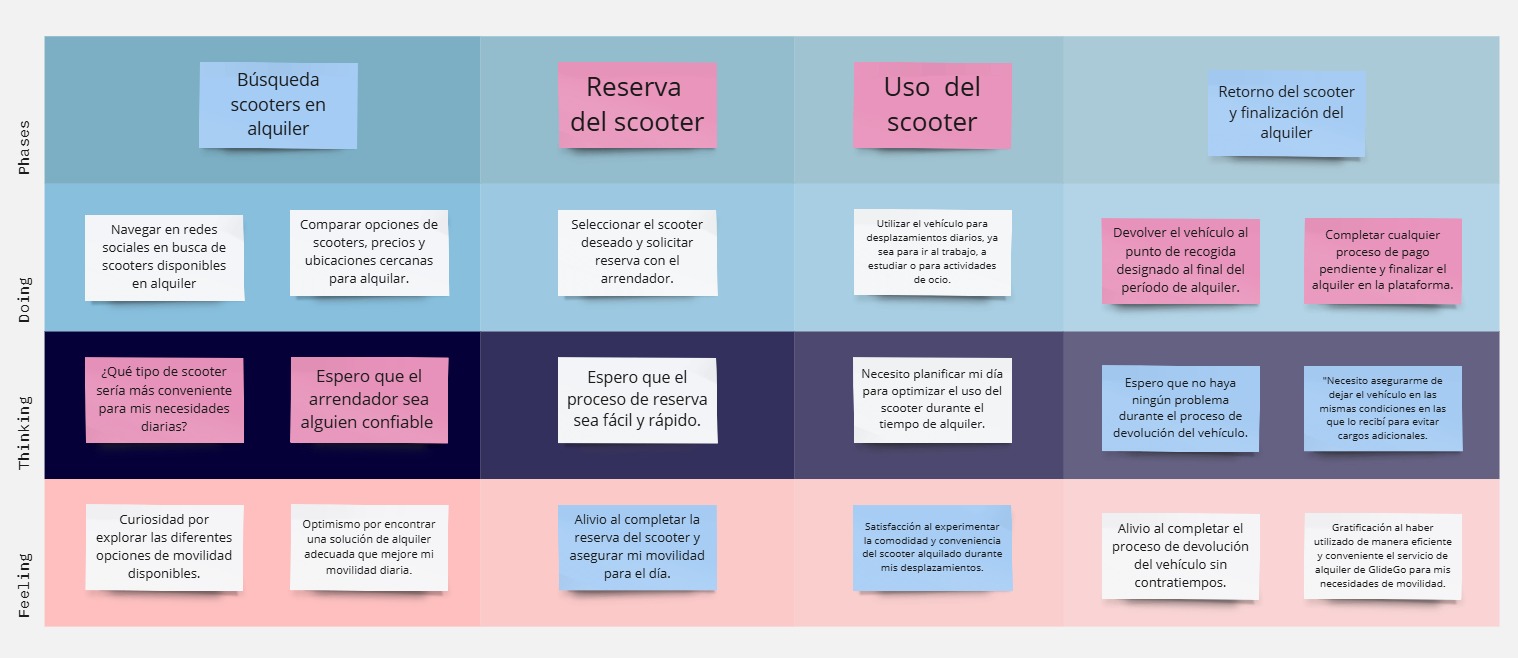 Phases
Búsqueda
scooters en
alquiler
Reserva
del scooter
Uso del
scooter
Retorno del scooter
y finalización del
alquiler
Doing
Navegar en redes
sociales en busca de
scooters disponibles
en alquiler
Comparar opciones de
scooters, precios y
ubicaciones cercanas
para alquilar.
Seleccionar el scooter
deseado y solicitar
reserva con el
arrendador.
Utilizar el vehículo para
desplazamientos diarios, ya
sea para ir al trabajo, a
estudiar o para actividades
de ocio.
Devolver el vehículo al
punto de recogida
designado al final del
período de alquiler.
Completar cualquier
proceso de pago
pendiente y finalizar el
alquiler en la plataforma.
Thinking
¿Qué tipo de scooter
sería más conveniente
para mis necesidades
diarias?
Espero que el
arrendador sea
alguien confiable
Espero que el
proceso de reserva
sea fácil y rápido.
Necesito planificar mi día
para optimizar el uso del
scooter durante el
tiempo de alquiler.
Espero que no haya
ningún problema
durante el proceso de
devolución del vehículo.
"Necesito asegurarme de
dejar el vehículo en las
mismas condiciones en las
que lo recibí para evitar
cargos adicionales.
Feeling
Curiosidad por
explorar las diferentes
opciones de movilidad
disponibles.
Optimismo por encontrar
una solución de alquiler
adecuada que mejore mi
movilidad diaria.
Alivio al completar la
reserva del scooter y
asegurar mi movilidad
para el día.
Satisfacción al experimentar
la comodidad y conveniencia
del scooter alquilado durante
mis desplazamientos.
Alivio al completar el
proceso de devolución
del vehículo sin
contratiempos.
Gratificación al haber
utilizado de manera eficiente
y conveniente el servicio de
alquiler de GlideGo para mis
necesidades de movilidad.